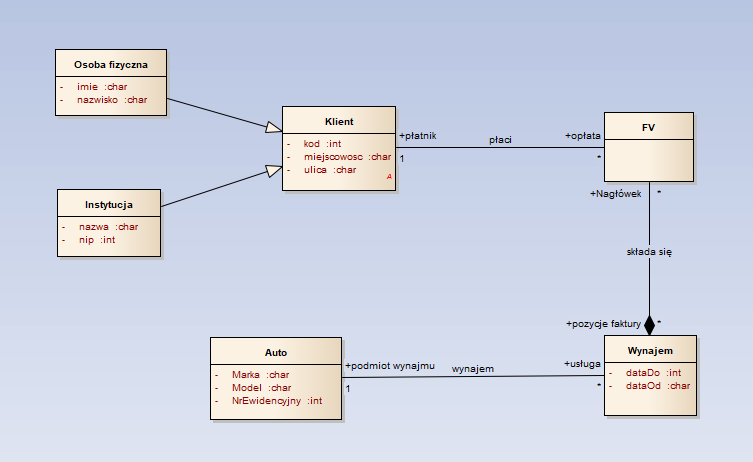 Osoba fizyczna
- imie :char
- nazwisko :char
Klient
- kod :int
- miejscowosc :char
- ulica :char
A
+płatnik
1
płaci
+opłata
*
FV
Instytucja
- nazwa :char
- nip :int
+Nagłówek
*
składa się
+pozycje faktury
*
Auto
- Marka :char
- Model :char
- NrEwidencyjny :int
+podmiot wynajmu
1
wynajem
+usługa
*
Wynajem
- dataDo :int
- dataOd :char